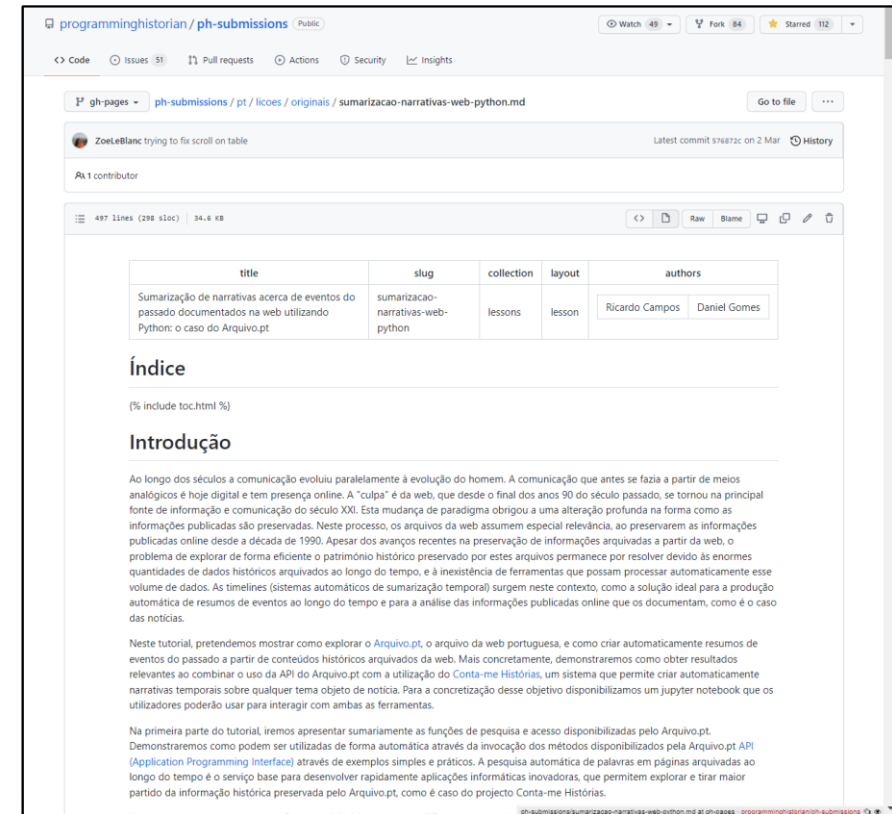 programminghistorian / ph-submissions Public
Watch 49 Fork 84 Starred 112
Code Issues 51 Pull requests Actions Security Insights
gh-pages ph-submissions / pt / licoes / originais / sumarizacao-narrativas-web-python.md Go to file ...
ZoeLeBlanc trying to fix scroll on table Latest commit 576872c on 2 Mar History
1 contributor
497 lines (298 sloc) | 34.6 KB Raw Blame
title slug collection layout authors
Sumarização de narrativas acerca de eventos do
passado documentados na web utilizando
Python: o caso do Arquivo.pt
sumarizacao-
narrativas-web-
python
lessons
lesson
Ricardo Campos Daniel Gomes
Índice
{% include toc.html %}
Introdução
Ao longo dos séculos a comunicação evoluiu paralelamente à evolução do homem. A comunicação que antes se fazia a partir de meios
analógicos é hoje digital e tem presença online. A "culpa" é da web, que desde o final dos anos 90 do século passado, se tornou na principal
fonte de informação e comunicação do século XXI. Esta mudança de paradigma obrigou a uma alteração profunda na forma como as
informações publicadas são preservadas. Neste processo, os arquivos da web assumem especial relevância, ao preservarem as informações
publicadas online desde a década de 1990. Apesar dos avanços recentes na preservação de informações arquivadas a partir da web, o
problema de explorar de forma eficiente o património histórico preservado por estes arquivos permanece por resolver devido às enormes
quantidades de dados históricos arquivados ao longo do tempo, e à inexistência de ferramentas que possam processar automaticamente esse
volume de dados. As timelines (sistemas automáticos de sumarização temporal) surgem neste contexto, como a solução ideal para a produção
automática de resumos de eventos ao longo do tempo e para a análise das informações publicadas online que os documentam, como é o caso
das notícias.
Neste tutorial, pretendemos mostrar como explorar o Arquivo.pt, o arquivo da web portuguesa, e como criar automaticamente resumos de
eventos do passado a partir de conteúdos históricos arquivados da web. Mais concretamente, demonstraremos como obter resultados
relevantes ao combinar o uso da API do Arquivo.pt com a utilização do Conta-me Histórias, um sistema que permite criar automaticamente
narrativas temporais sobre qualquer tema objeto de notícia. Para a concretização desse objetivo disponibilizamos um jupyter notebook que os
utilizadores poderão usar para interagir com ambas as ferramentas.
Na primeira parte do tutorial, iremos apresentar sumariamente as funções de pesquisa e acesso disponibilizadas pelo Arquivo.pt.
Demonstraremos como podem ser utilizadas de forma automática através da invocação dos métodos disponibilizados pela Arquivo.pt API
(Application Programming Interface) através de exemplos simples e práticos. A pesquisa automática de palavras em páginas arquivadas ao
longo do tempo é o serviço base para desenvolver rapidamente aplicações informáticas inovadoras, que permitem explorar e tirar maior
partido da informação histórica preservada pelo Arquivo.pt, como é caso do projecto Conta-me Histórias.
ph-submissions/sumarizacao-narrativas-web-python.md at gh-pages · programminghistorian/ph-submissions